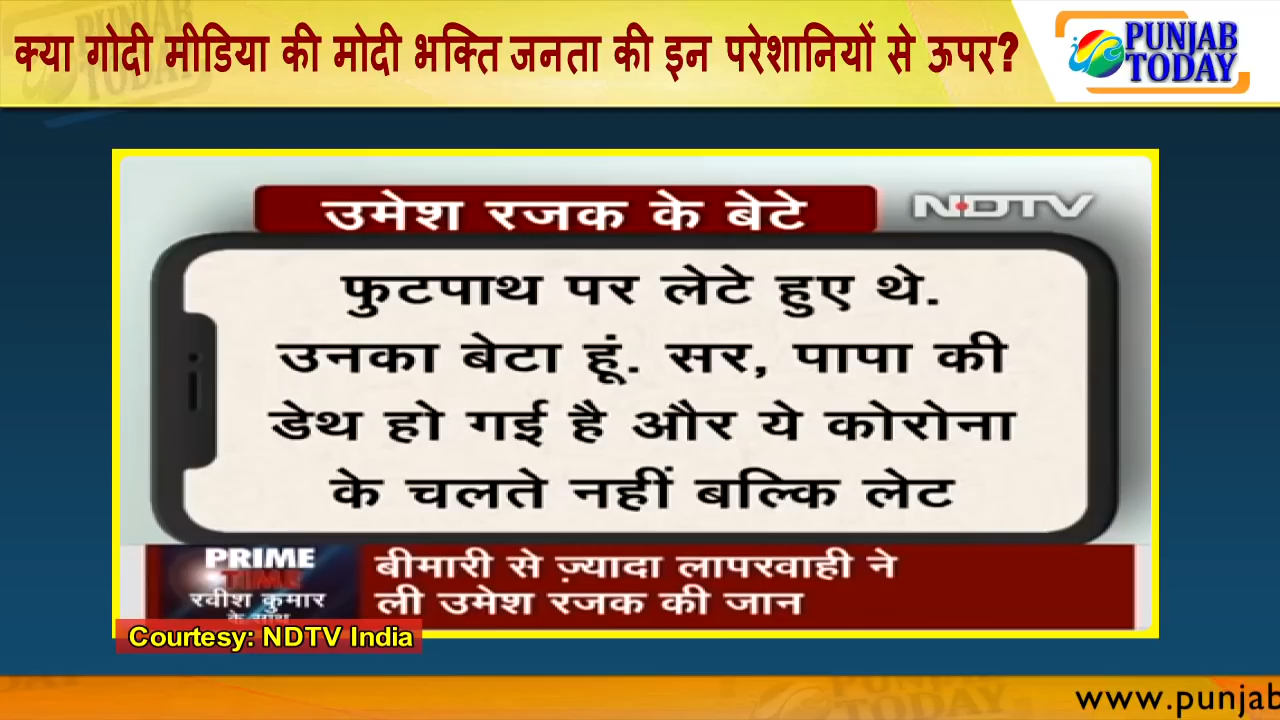 क्या गोदी मीडिया की मोदी भक्ति जनता की इन परेशानियों से ऊपर?
PUNJAB
TODAY
उमेश रजक के बेटे
NDTV
फुटपाथ पर लेटे हुए थे.
उनका बेटा हूं. सर, पापा की
डेथ हो गई है और ये कोरोना
के चलते नहीं बल्कि लेट
PRIME
TIME
रवीश कुमार
के साथ
बीमारी से ज़्यादा लापरवाही ने
ली उमेश रजक की जान
Courtesy: NDTV India
www.punjab